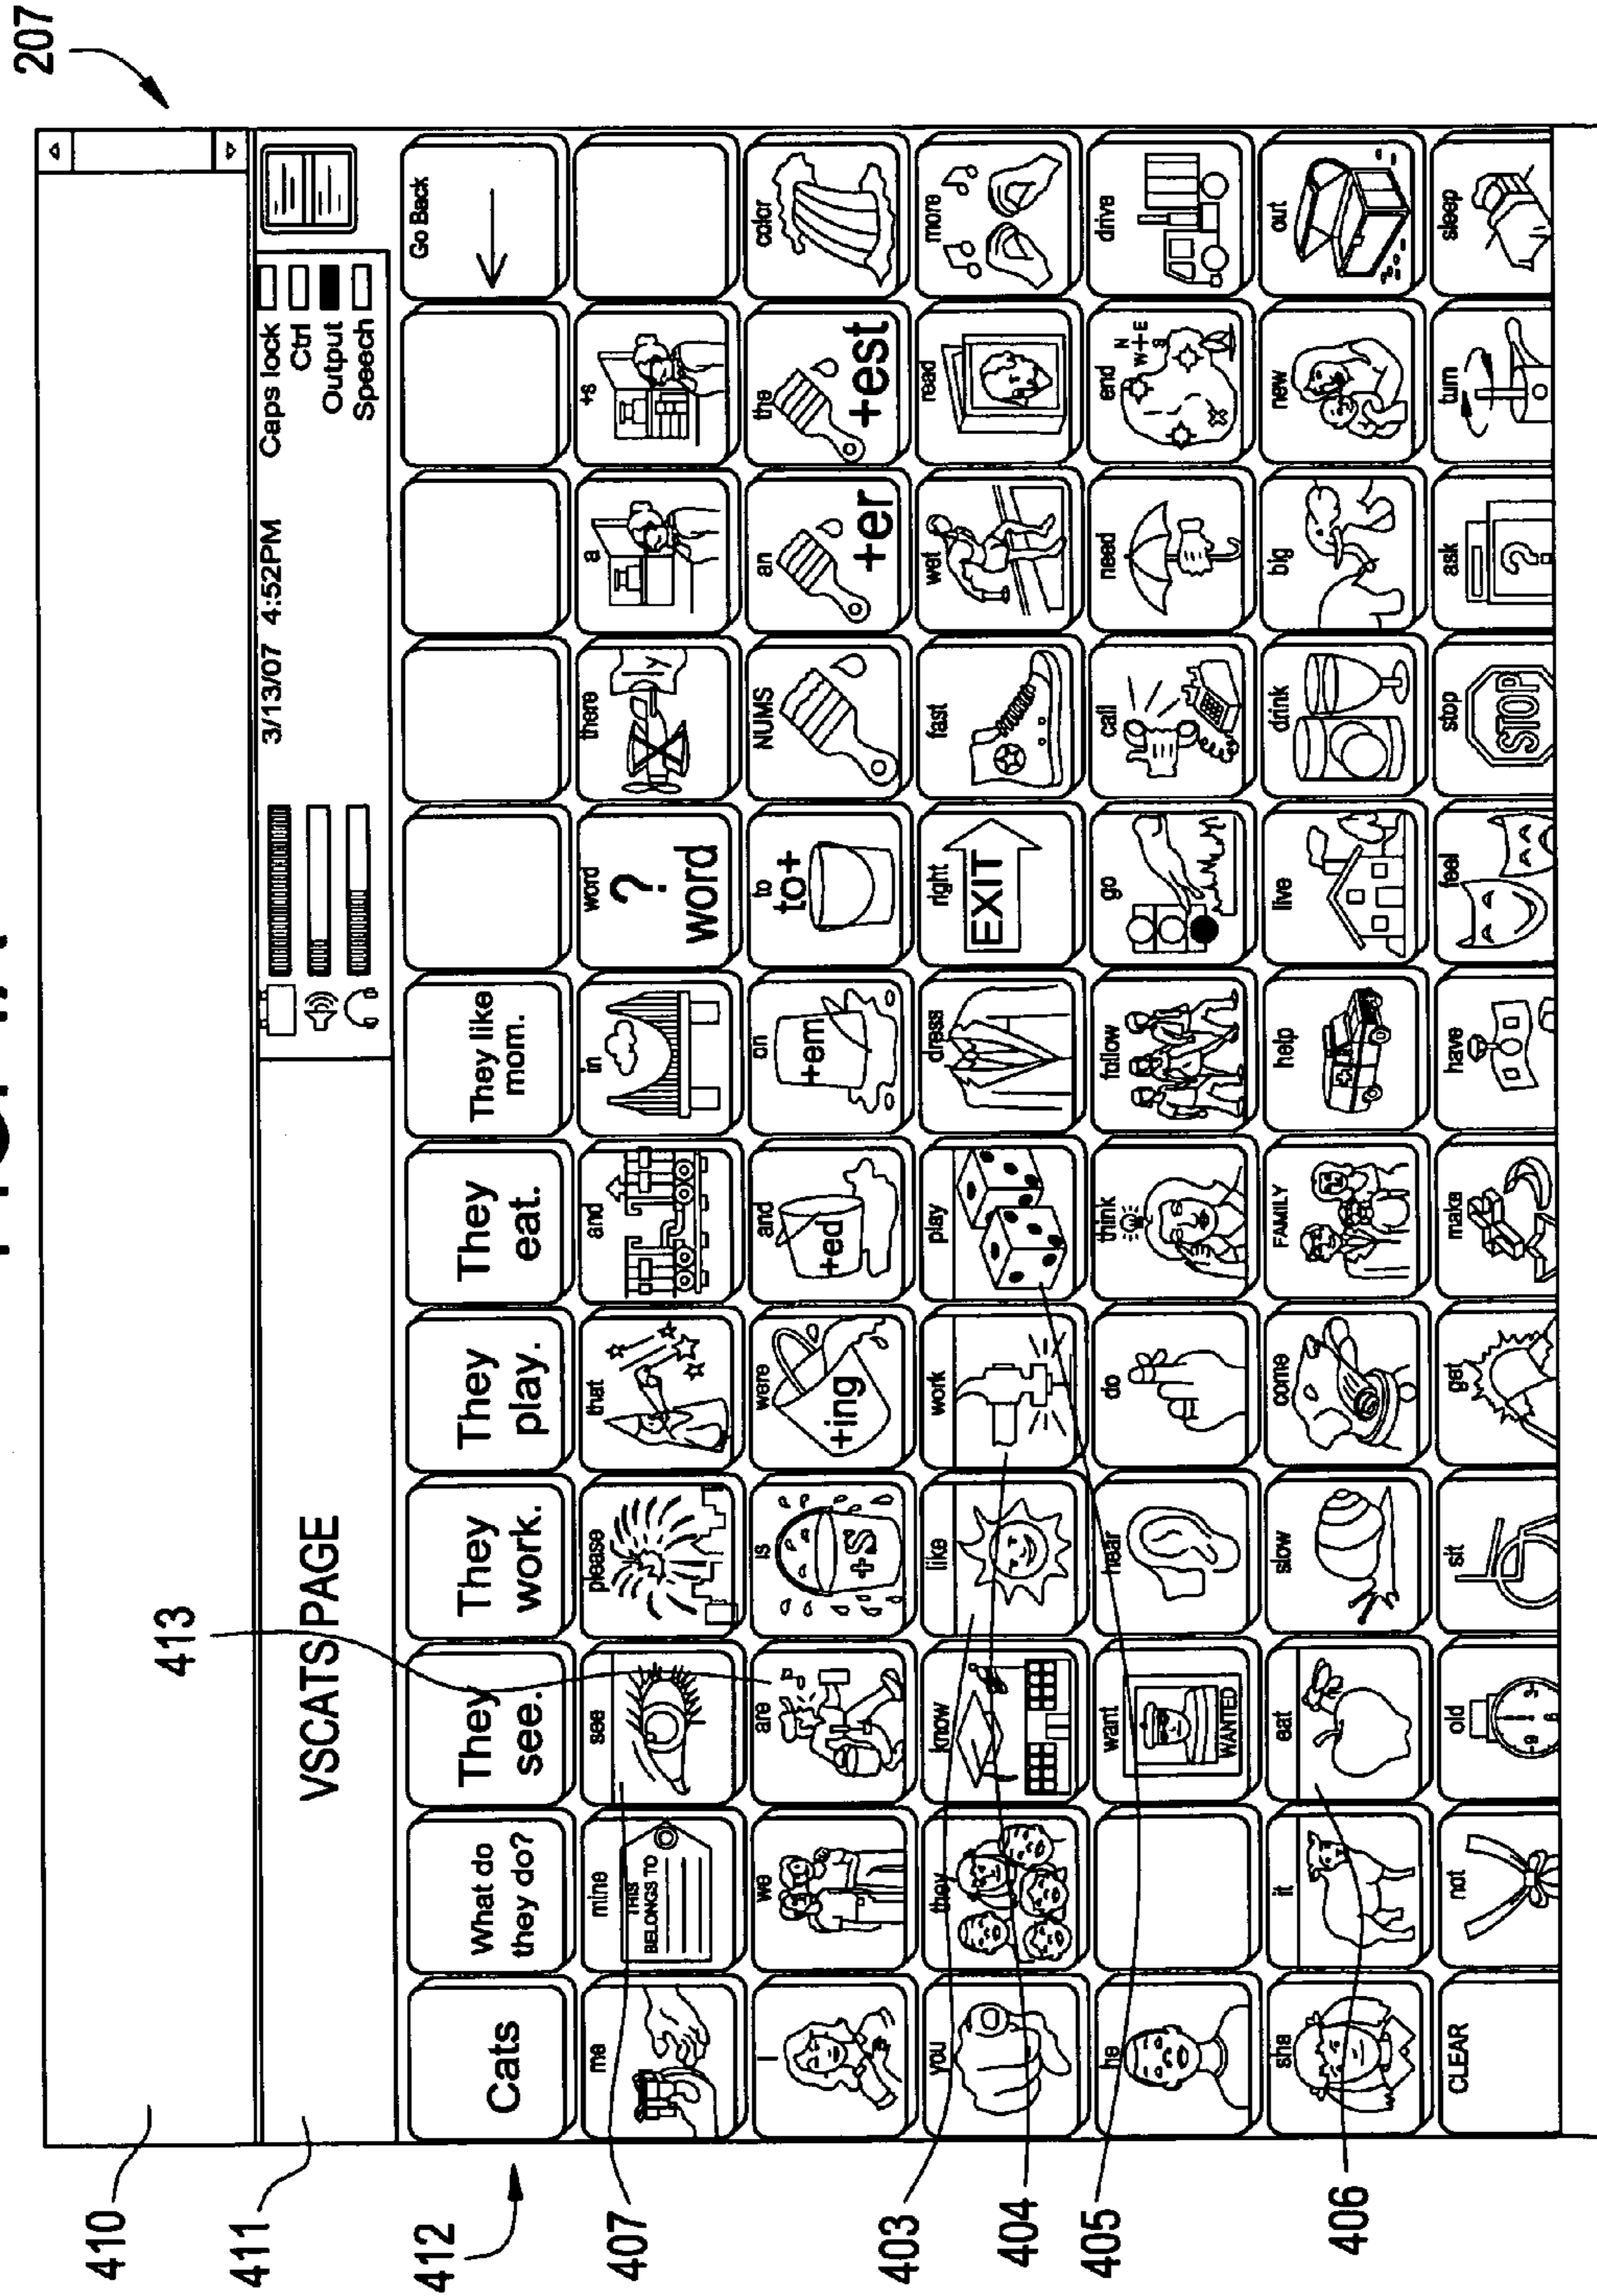 207
410
411
412
413
VSCATSPAGE
3/13/07 4:52PM
Caps lock
Ctrl
Output
Speech
Cats
What do
they do?
They
see.
They
work.
They
play.
They
eat.
They like
mom.
Go Back
me
mine
THIS
BELONGS TO
see
please
that
and
in
word
?
word
there
ly
a
+s
I
we
are
is
+s
were
+ing
and
+ed
on
+em
to
to+
NUMS
an
+er
the
+est
color
you
they
know
like
work
play
dress
right
EXIT
fast
wet
read
more
he
want
WANTED
hear
do
think
follow
go
call
need
end
N
W+E
S
drive
she
it
eat
slow
come
FAMILY
help
live
drink
big
new
out
CLEAR
not
old
9
3
6
sit
get
make
have
feel
stop
STOP
ask
?
turn
sleep
407
403
404
405
406